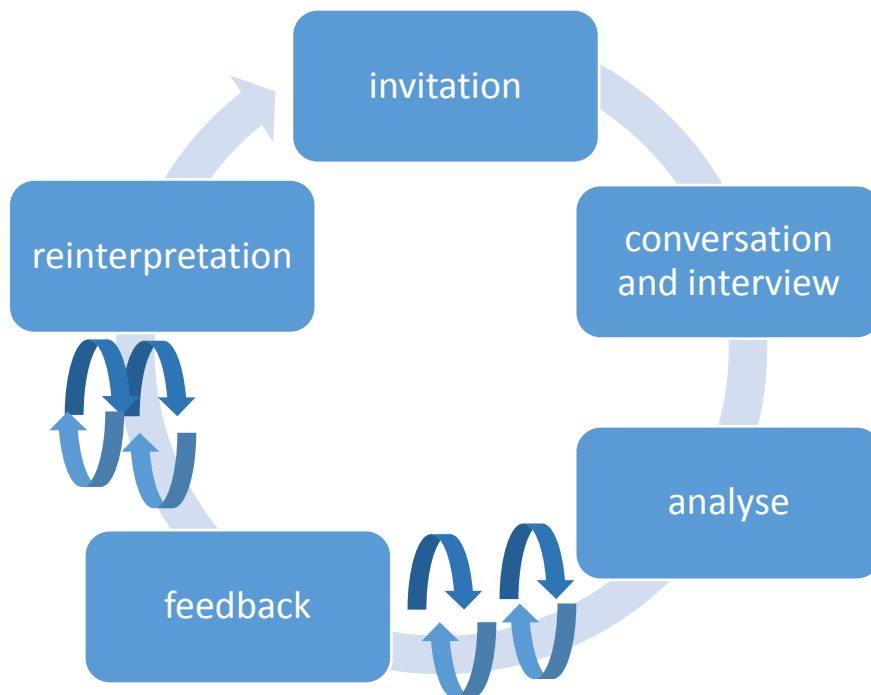 invitation
conversation
and interview
analyse
feedback
reinterpretation